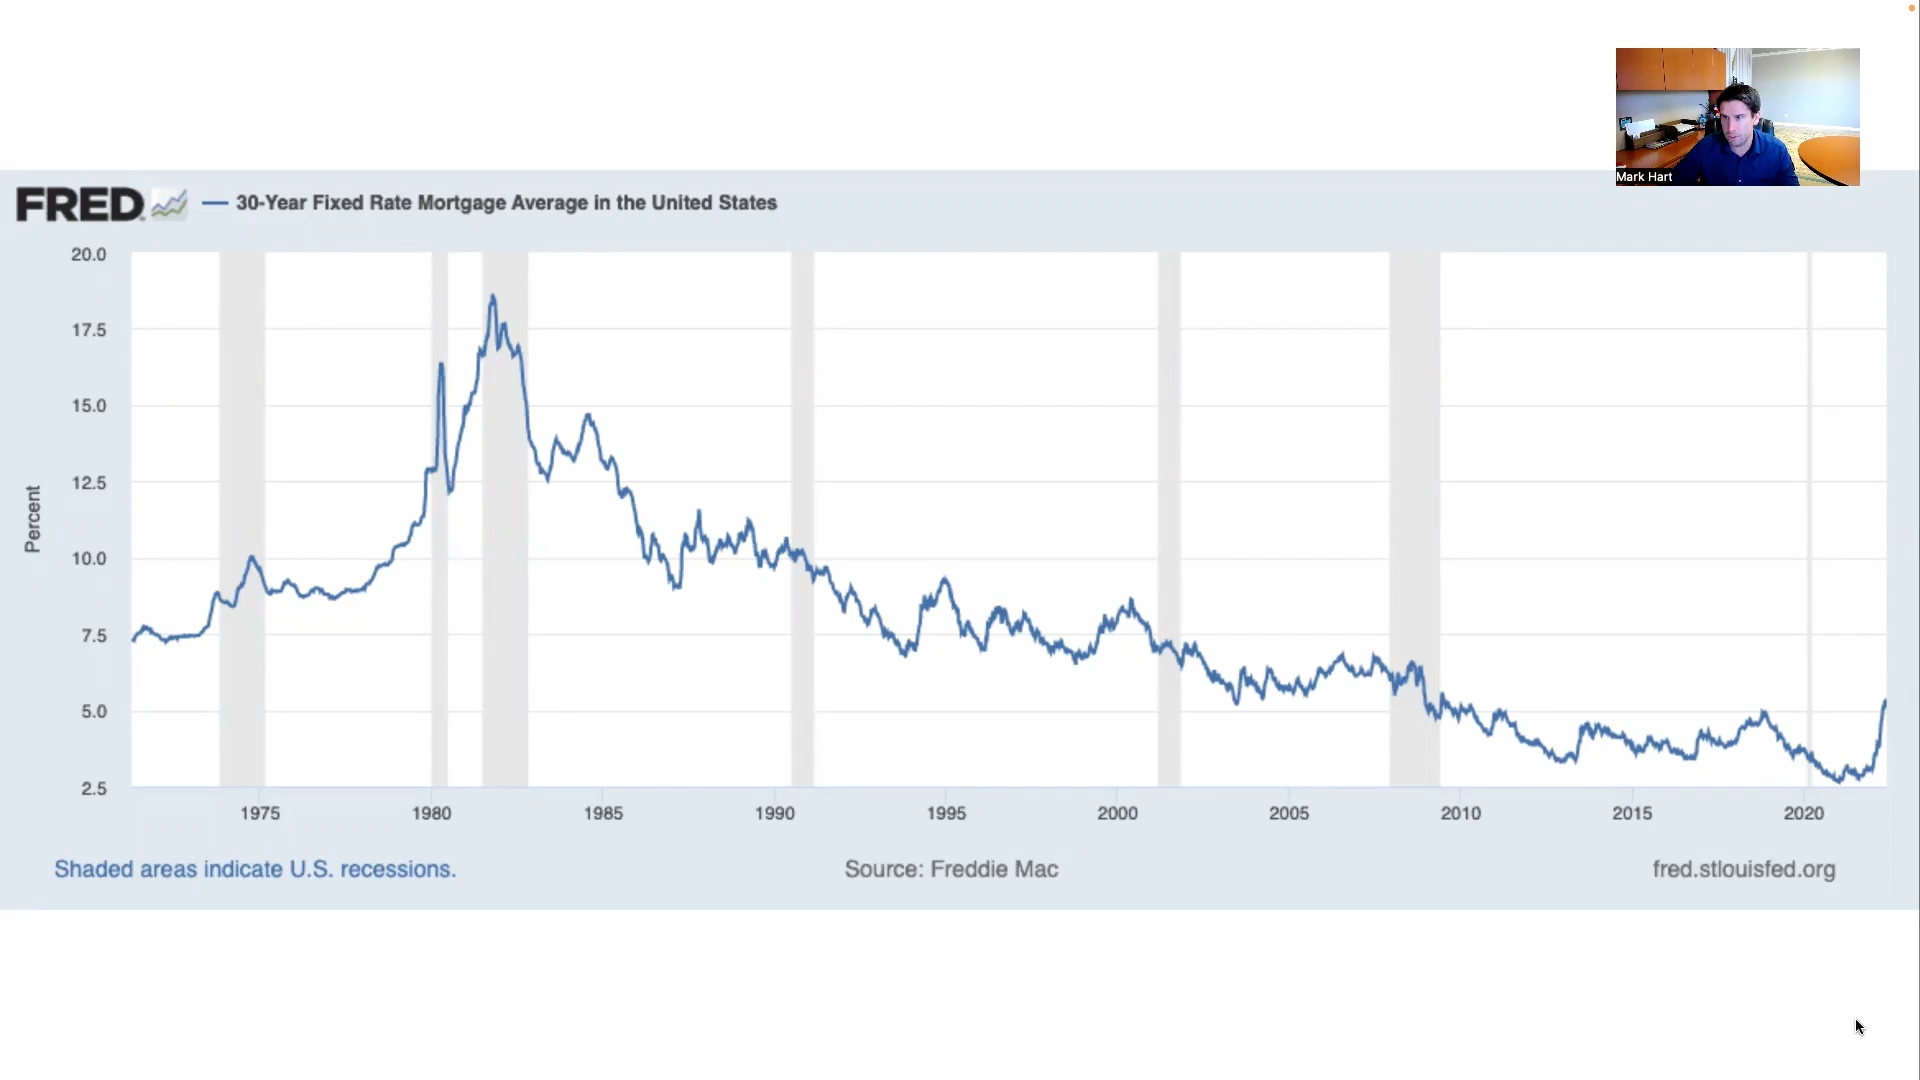 Mark Hart
FRED
30-Year Fixed Rate Mortgage Average in the United States
20.0
17.5
15.0
12.5
10.0
7.5
5.0
2.5
Percent
1975 1980 1985 1990 1995 2000 2005 2010 2015 2020
Shaded areas indicate U.S. recessions. Source: Freddie Mac fred.stlouisfed.org